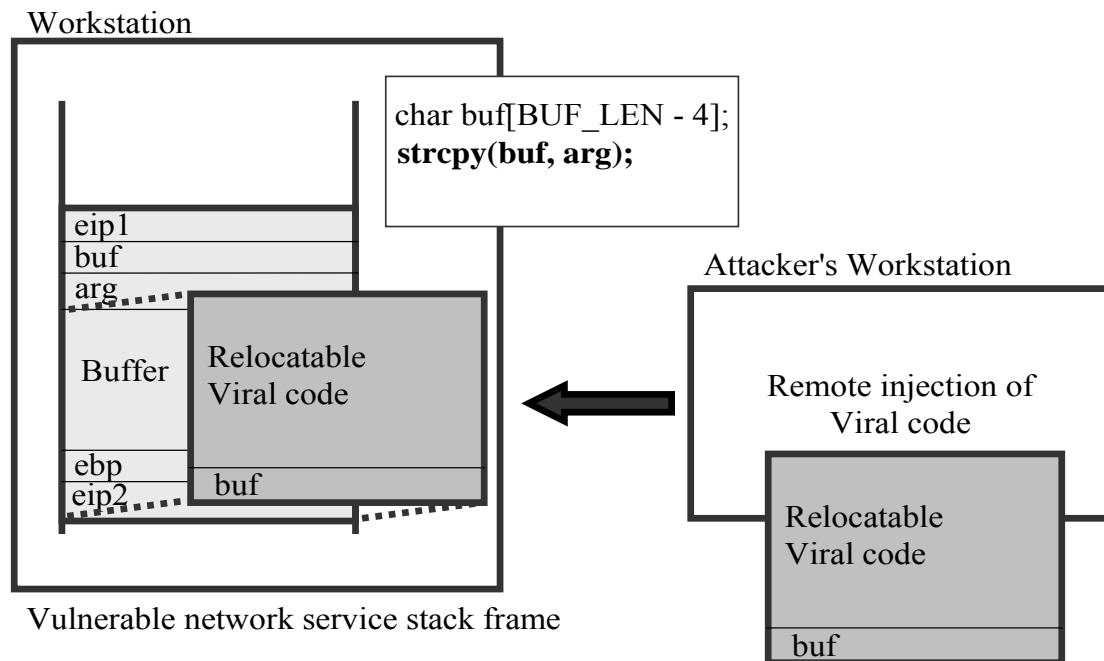 Workstation
char buf[BUF_LEN - 4];
strcpy(buf, arg);
eip1
buf
arg
Buffer
ebp
eip2
Relocatable
Viral code
buf
Vulnerable network service stack frame
Attacker's Workstation
Remote injection of
Viral code
Relocatable
Viral code
buf